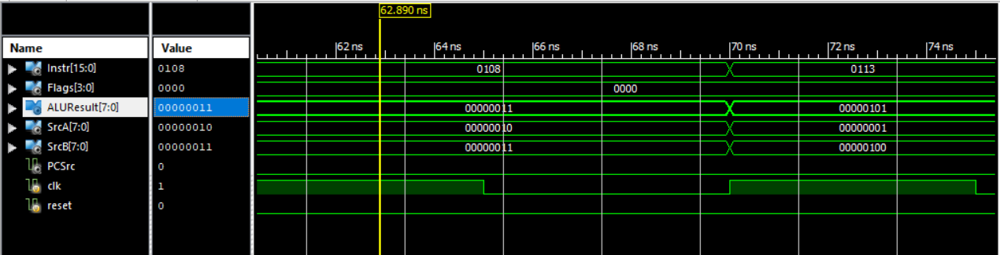 62.890 ns
Name Value 62 ns 64 ns 66 ns 68 ns 70 ns 72 ns 74 ns
Instr[15:0] 0108 0108 0113
Flags[3:0] 0000 0000
ALUResult[7:0] 00000011 00000011 00000101
SrcA[7:0] 00000010 00000010 00000001
SrcB[7:0] 00000011 00000011 00000100
PCSrc 0
clk 1
reset 0